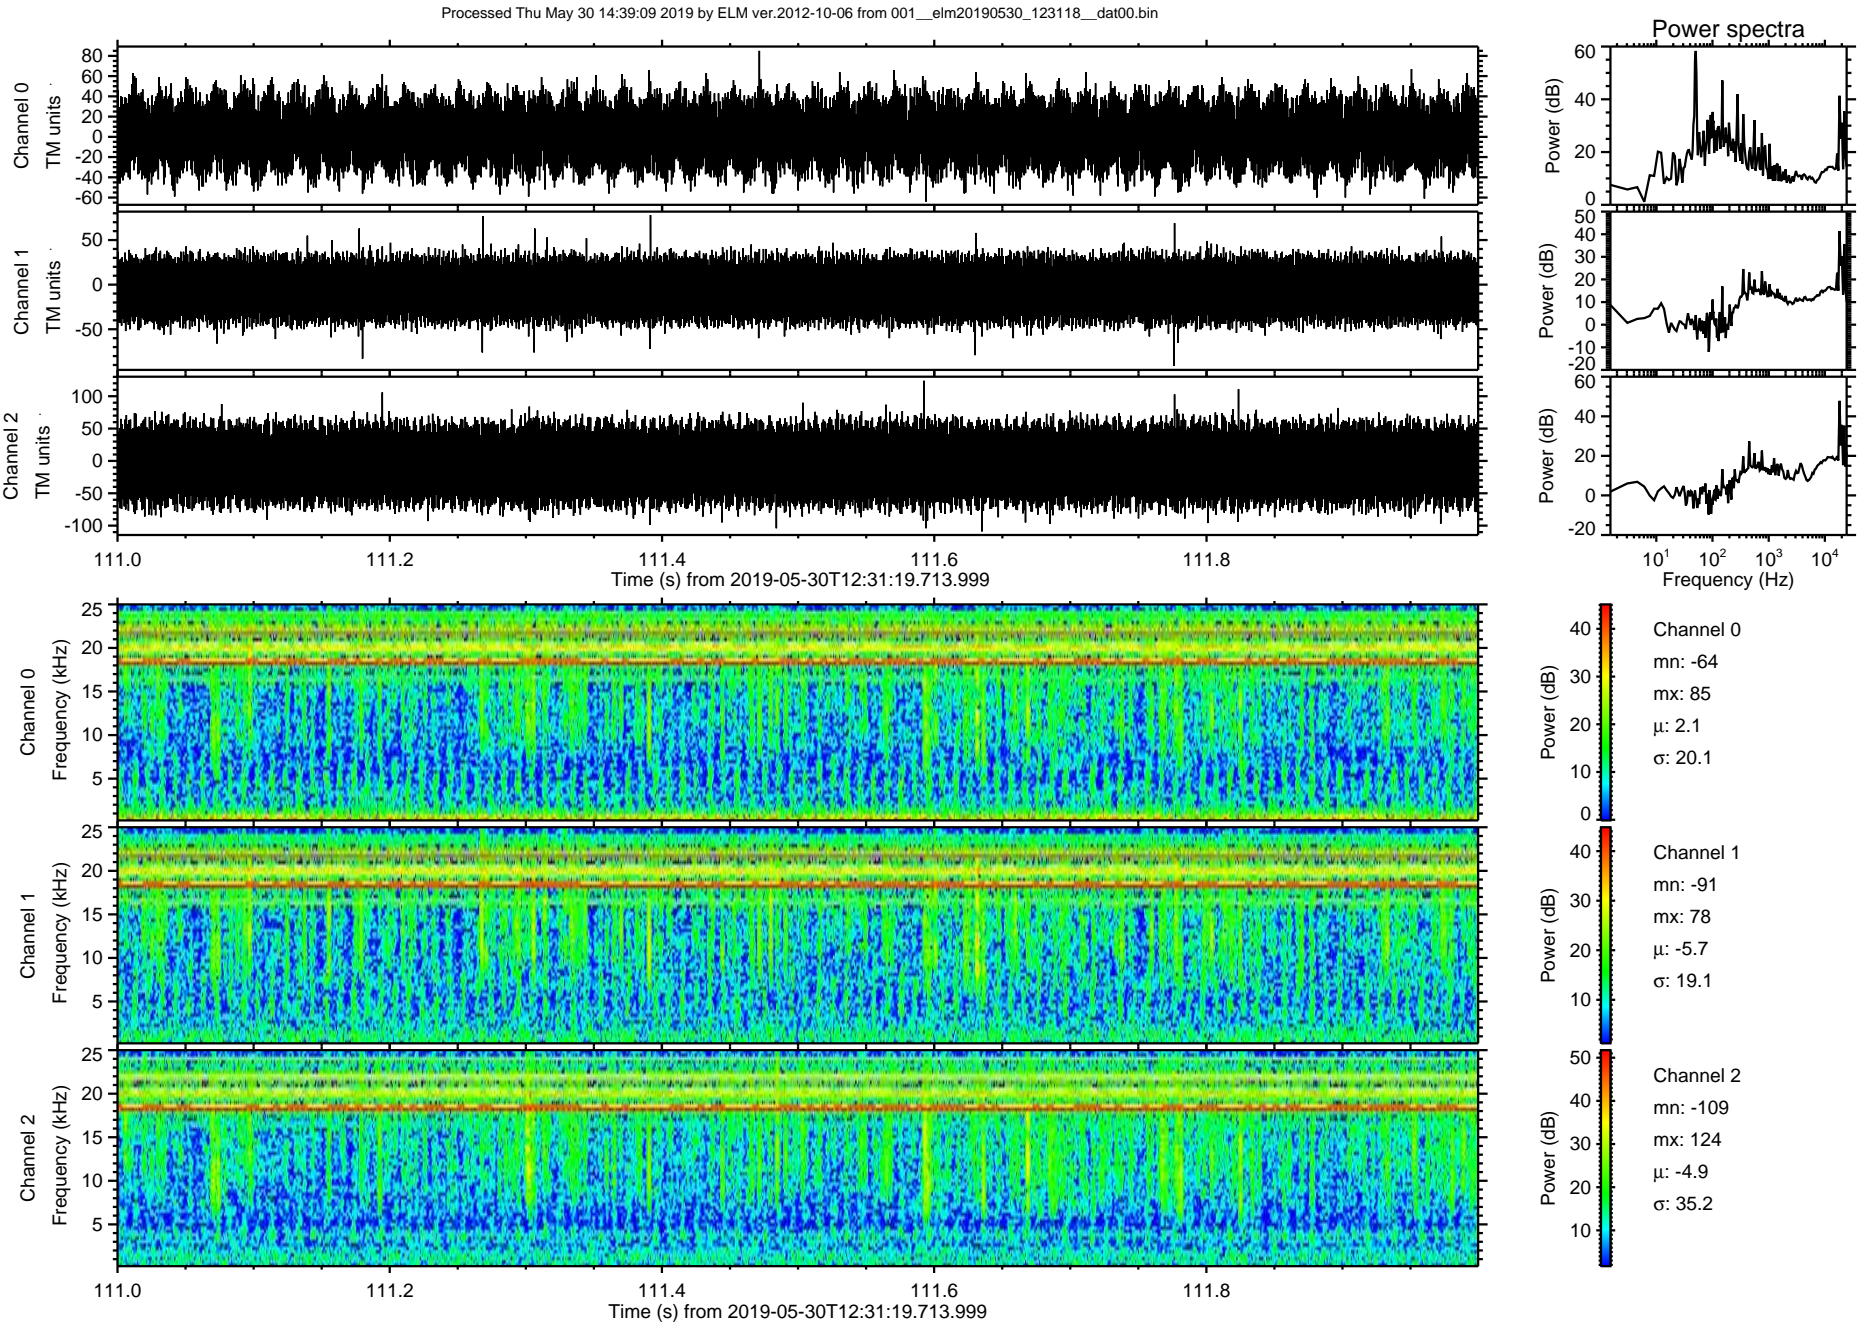 Processed Thu May 30 14:39:09 2019 by ELM ver.2012-10-06 from 001__elm20190530_123118__dat00.bin
Power spectra
Channel 0
TM units
80
60
40
20
0
-20
-40
-60
Power (dB)
60
40
20
0
Channel 1
TM units
50
0
-50
Power (dB)
50
40
30
20
10
0
-10
-20
Channel 2
TM units
100
50
0
-50
-100
Power (dB)
60
40
20
0
-20
111.0 111.2 111.4 111.6 111.8
Time (s) from 2019-05-30T12:31:19.713.999
10¹ 10² 10³ 10⁴
Frequency (Hz)
Channel 0
Frequency (kHz)
25
20
15
10
5
Power (dB)
40
30
20
10
0
Channel 0
mn: -64
mx: 85
μ: 2.1
σ: 20.1
Channel 1
Frequency (kHz)
25
20
15
10
5
Power (dB)
40
30
20
10
Channel 1
mn: -91
mx: 78
μ: -5.7
σ: 19.1
Channel 2
Frequency (kHz)
25
20
15
10
5
Power (dB)
50
40
30
20
10
Channel 2
mn: -109
mx: 124
μ: -4.9
σ: 35.2
111.0 111.2 111.4 111.6 111.8
Time (s) from 2019-05-30T12:31:19.713.999